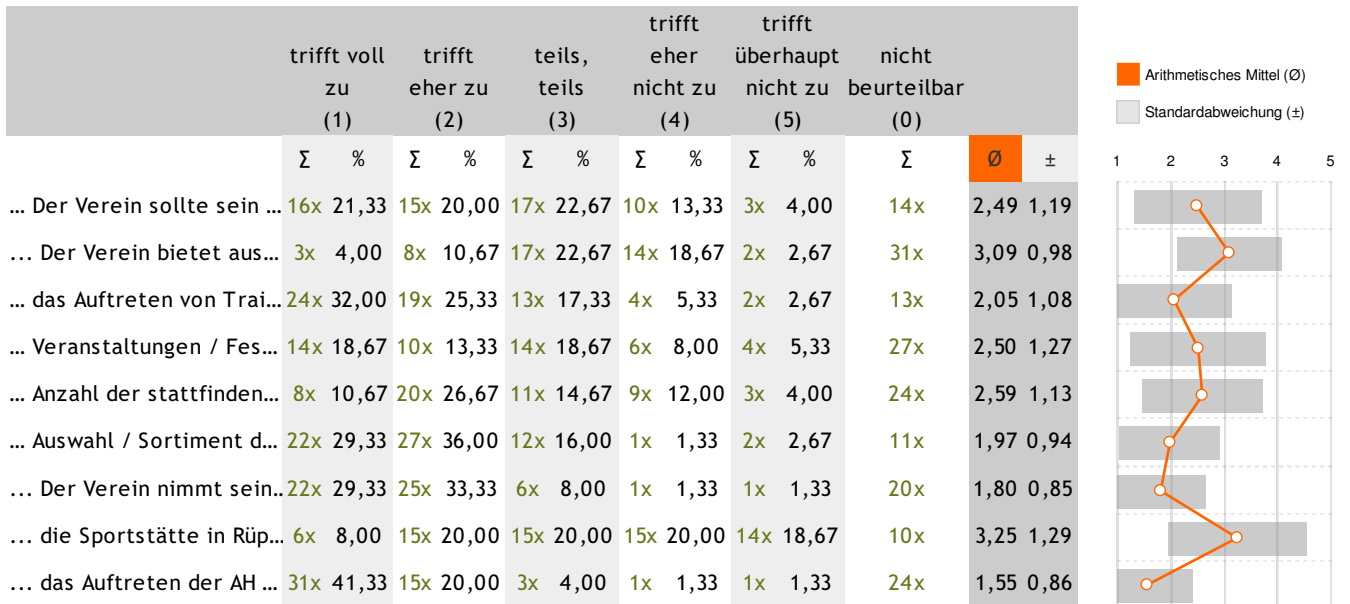 trifft voll zu (1) trifft eher zu (2) teils, teils (3) trifft eher nicht zu (4) trifft überhaupt nicht zu (5) nicht beurteilbar (0)
Arithmetisches Mittel (Ø)
Standardabweichung (±)
Σ % Σ % Σ % Σ % Σ % Σ Ø ± 1 2 3 4 5
... Der Verein sollte sein ... 16x 21,33 15x 20,00 17x 22,67 10x 13,33 3x 4,00 14x 2,49 1,19
... Der Verein bietet aus... 3x 4,00 8x 10,67 17x 22,67 14x 18,67 2x 2,67 31x 3,09 0,98
... das Auftreten von Trai... 24x 32,00 19x 25,33 13x 17,33 4x 5,33 2x 2,67 13x 2,05 1,08
... Veranstaltungen / Fes... 14x 18,67 10x 13,33 14x 18,67 6x 8,00 4x 5,33 27x 2,50 1,27
... Anzahl der stattfinden... 8x 10,67 20x 26,67 11x 14,67 9x 12,00 3x 4,00 24x 2,59 1,13
... Auswahl / Sortiment d... 22x 29,33 27x 36,00 12x 16,00 1x 1,33 2x 2,67 11x 1,97 0,94
... Der Verein nimmt sein... 22x 29,33 25x 33,33 6x 8,00 1x 1,33 1x 1,33 20x 1,80 0,85
... die Sportstätte in Rüp... 6x 8,00 15x 20,00 15x 20,00 15x 20,00 14x 18,67 10x 3,25 1,29
... das Auftreten der AH ... 31x 41,33 15x 20,00 3x 4,00 1x 1,33 1x 1,33 24x 1,55 0,86